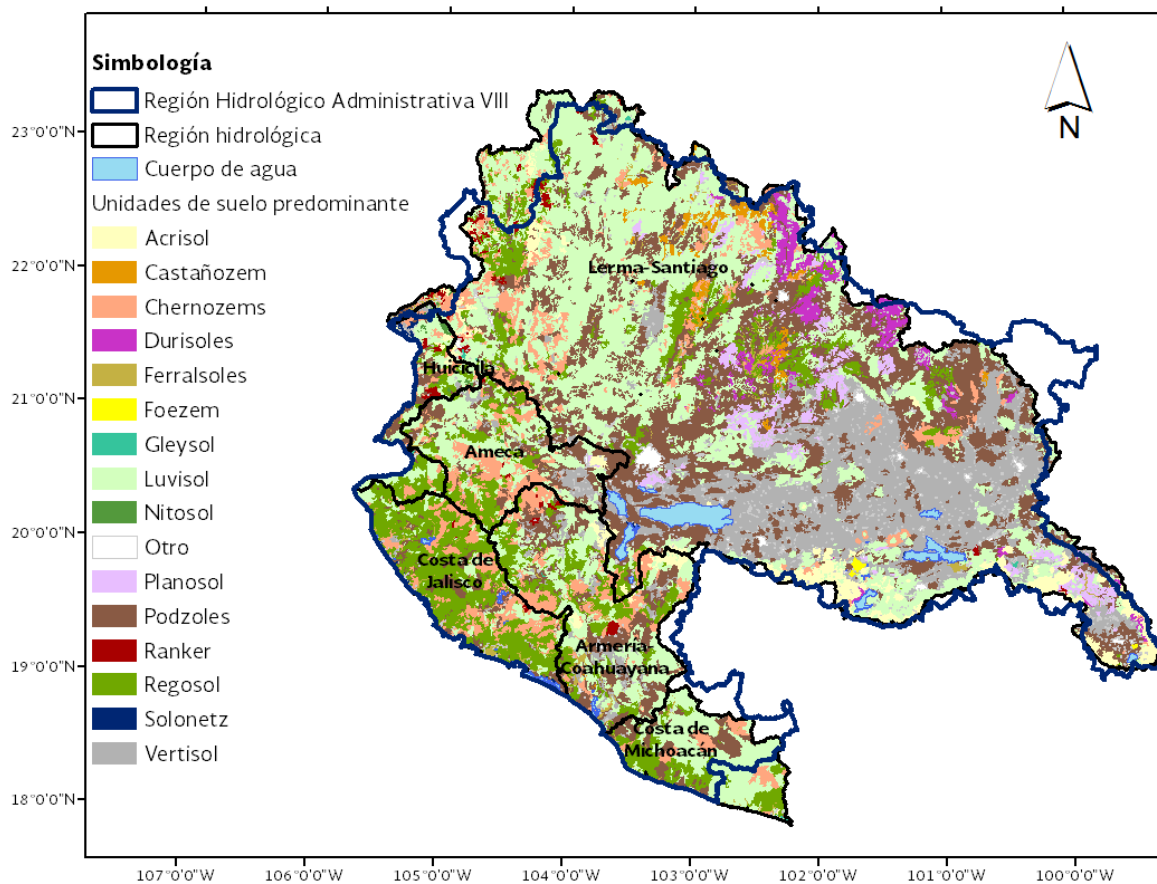 Simbología
Región Hidrológico Administrativa VIII
Región hidrológica
Cuerpo de agua
Unidades de suelo predominante
Acrisol
Castañozem
Chernozems
Durisoles
Ferralsoles
Foezem
Gleysol
Luvisol
Nitosol
Otro
Planosol
Podzoles
Ranker
Regosol
Solonetz
Vertisol
N
Lerma-Santiago
Huicicila
Ameca
Costa de
Jalisco
Armería-
Coahuayana
Costa de
Michoacán
23°0'0"N
22°0'0"N
21°0'0"N
20°0'0"N
19°0'0"N
18°0'0"N
107°0'0"W
106°0'0"W
105°0'0"W
104°0'0"W
103°0'0"W
102°0'0"W
101°0'0"W
100°0'0"W